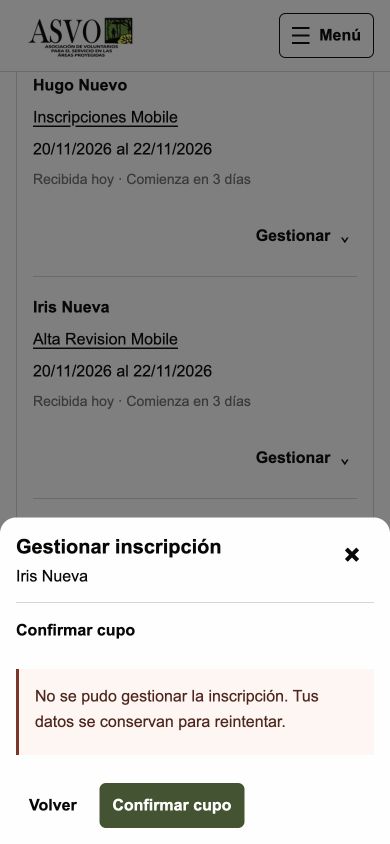 ASVO
ASOCIACIÓN DE VOLUNTARIOS
PARA EL SERVICIO EN LAS
ÁREAS PROTEGIDAS
Menú
Hugo Nuevo
Inscripciones Mobile
20/11/2026 al 22/11/2026
Recibida hoy · Comienza en 3 días
Gestionar
Iris Nueva
Alta Revision Mobile
20/11/2026 al 22/11/2026
Recibida hoy · Comienza en 3 días
Gestionar
Gestionar inscripción
Iris Nueva
Confirmar cupo
No se pudo gestionar la inscripción. Tus
datos se conservan para reintentar.
Volver
Confirmar cupo